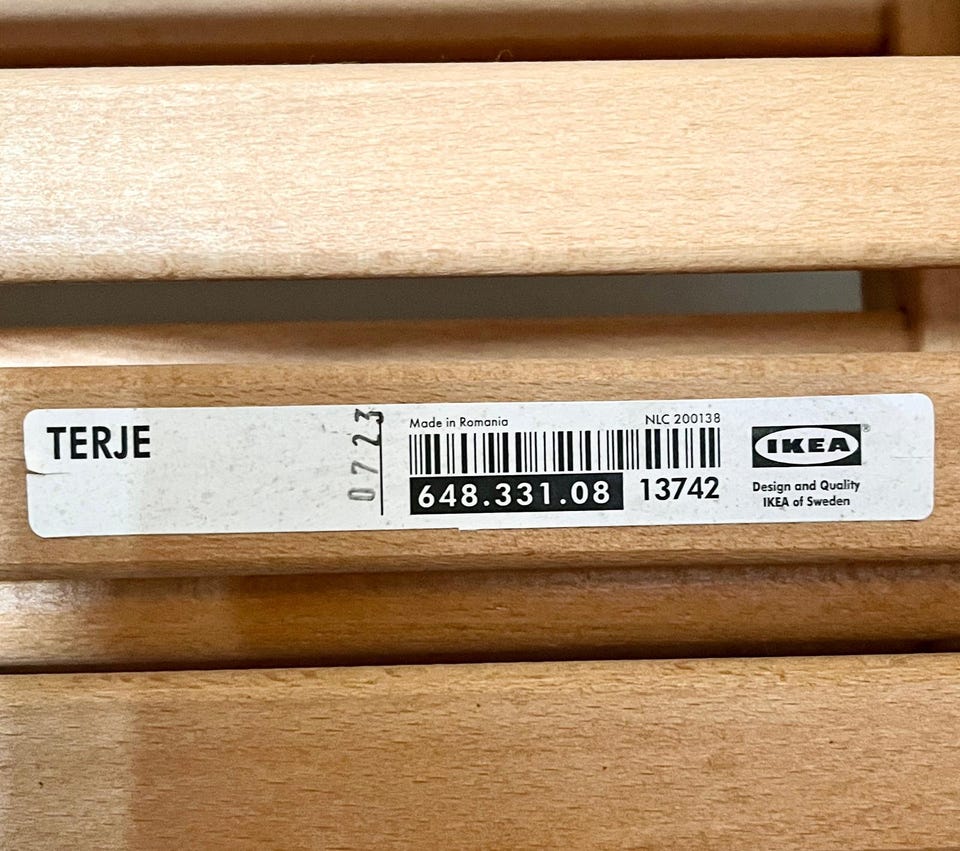 TERJE
0723
Made in Romania
NLC 200138
648.331.08
13742
IKEA®
Design and Quality
IKEA of Sweden